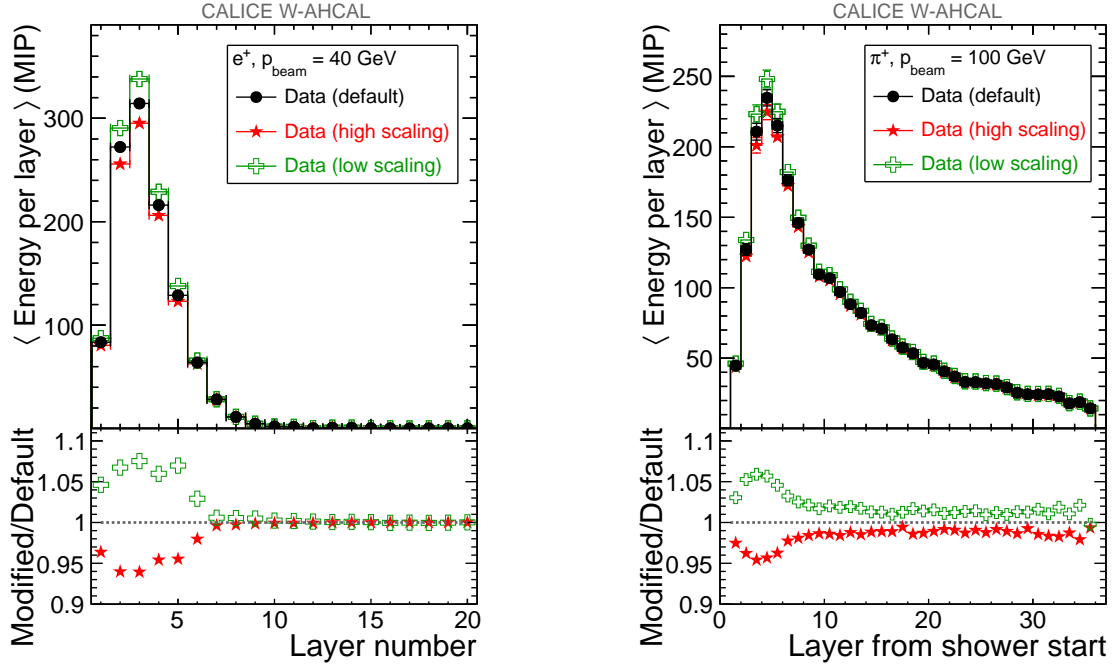 CALICE W-AHCAL
⟨ Energy per layer ⟩ (MIP)
300
200
100
e⁺, p_beam = 40 GeV
Data (default)
Data (high scaling)
Data (low scaling)
Modified/Default
1.1
1.05
1
0.95
0.9
5 10 15 20
Layer number
CALICE W-AHCAL
⟨ Energy per layer ⟩ (MIP)
250
200
150
100
50
π⁺, p_beam = 100 GeV
Data (default)
Data (high scaling)
Data (low scaling)
Modified/Default
1.1
1.05
1
0.95
0.9
10 20 30
Layer from shower start